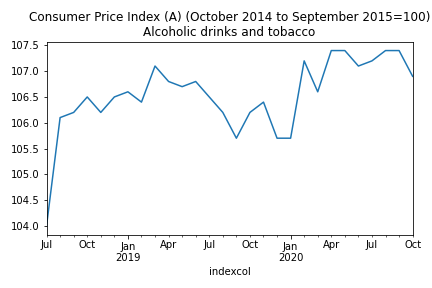 Consumer Price Index (A) (October 2014 to September 2015=100)
Alcoholic drinks and tobacco
107.5
107.0
106.5
106.0
105.5
105.0
104.5
104.0
Jul Oct Jan Apr Jul Oct Jan Apr Jul Oct
2019 2020
indexcol